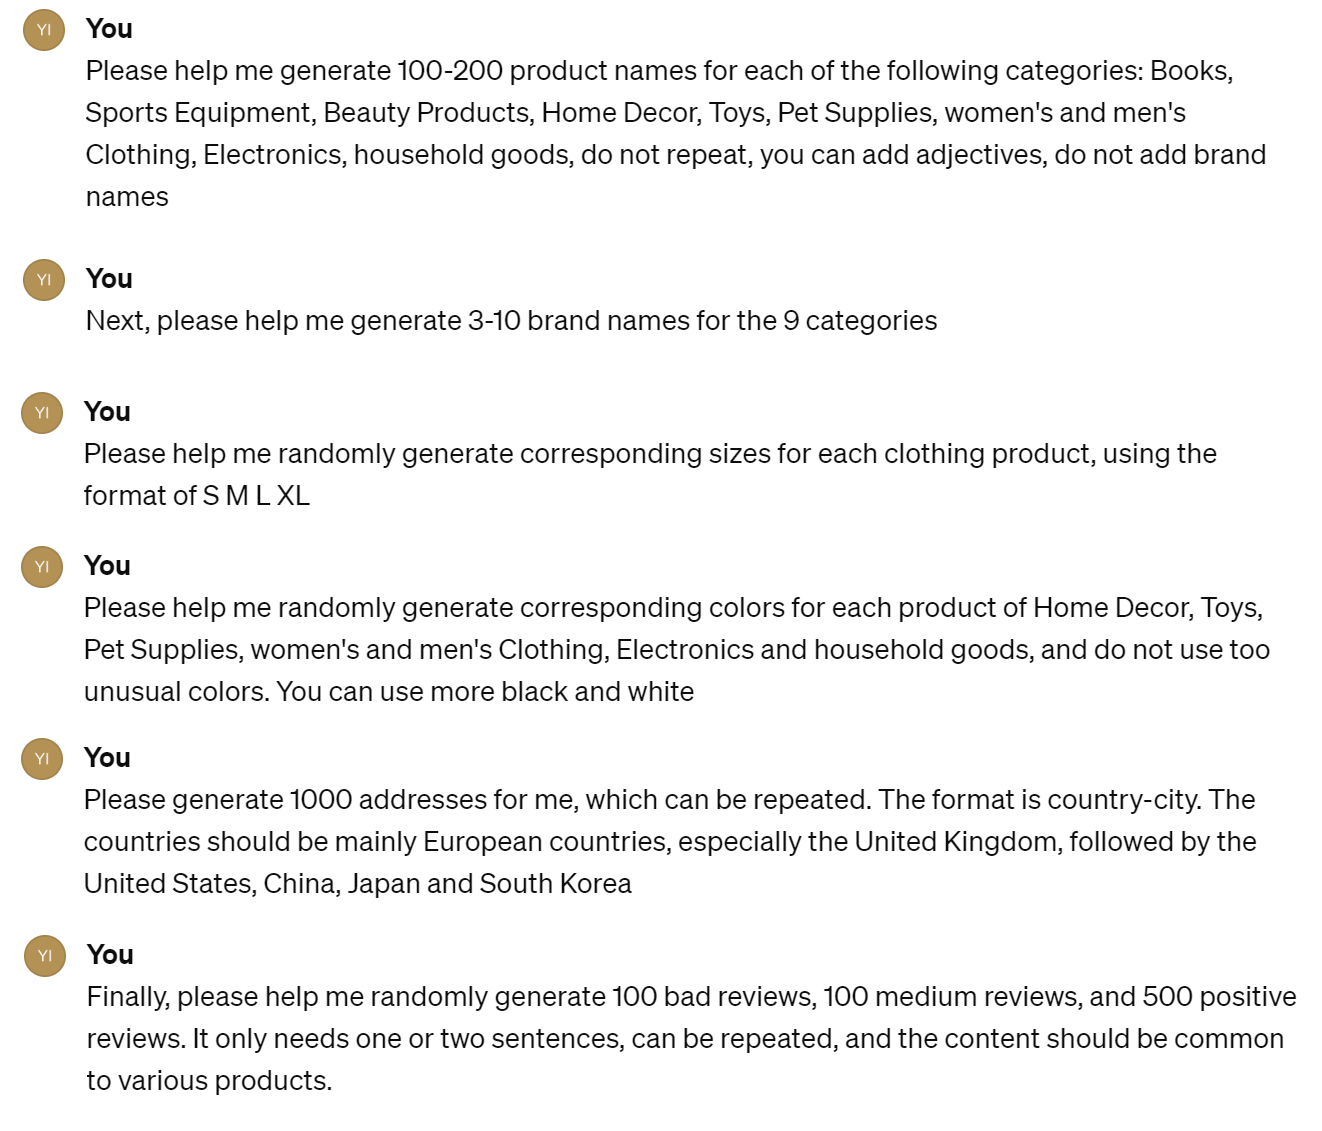 YI
You
Please help me generate 100-200 product names for each of the following categories: Books,
Sports Equipment, Beauty Products, Home Decor, Toys, Pet Supplies, women's and men's
Clothing, Electronics, household goods, do not repeat, you can add adjectives, do not add brand
names
YI
You
Next, please help me generate 3-10 brand names for the 9 categories
YI
You
Please help me randomly generate corresponding sizes for each clothing product, using the
format of S M L XL
YI
You
Please help me randomly generate corresponding colors for each product of Home Decor, Toys,
Pet Supplies, women's and men's Clothing, Electronics and household goods, and do not use too
unusual colors. You can use more black and white
YI
You
Please generate 1000 addresses for me, which can be repeated. The format is country-city. The
countries should be mainly European countries, especially the United Kingdom, followed by the
United States, China, Japan and South Korea
YI
You
Finally, please help me randomly generate 100 bad reviews, 100 medium reviews, and 500 positive
reviews. It only needs one or two sentences, can be repeated, and the content should be common
to various products.